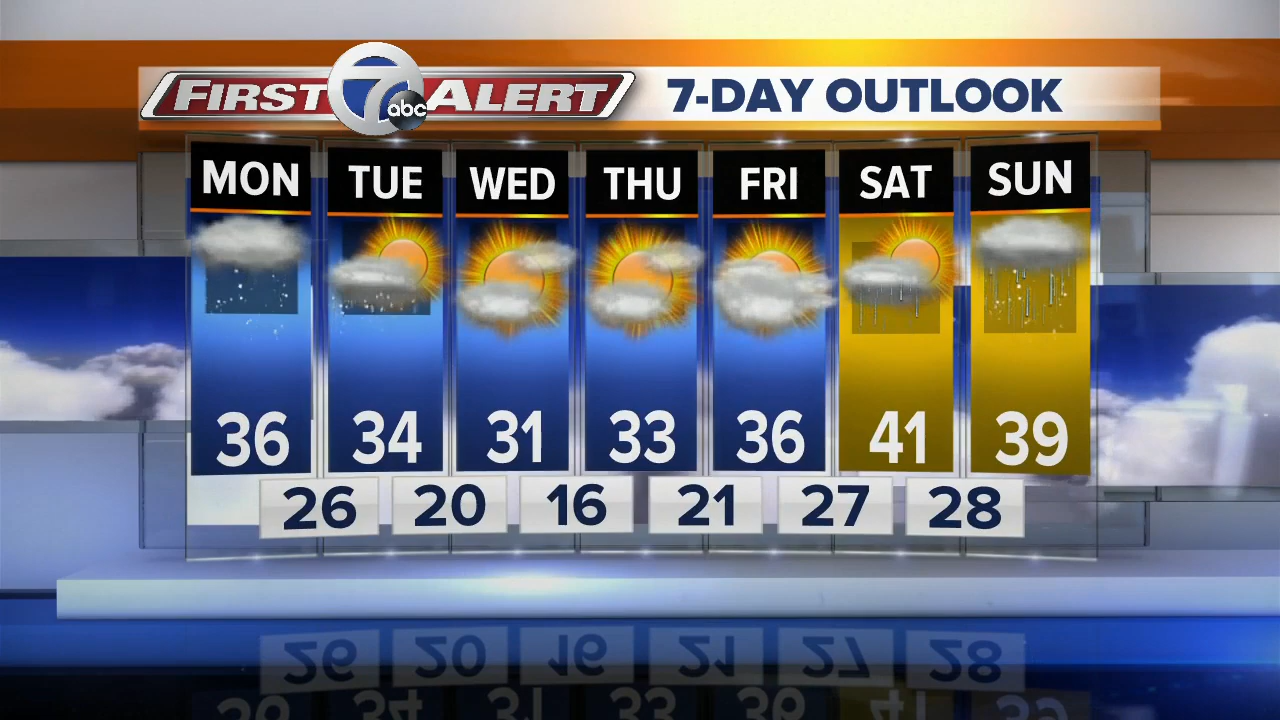 FIRST 7 abc ALERT 7-DAY OUTLOOK
MON TUE WED THU FRI SAT SUN
36 34 31 33 36 41 39
26 20 16 21 27 28